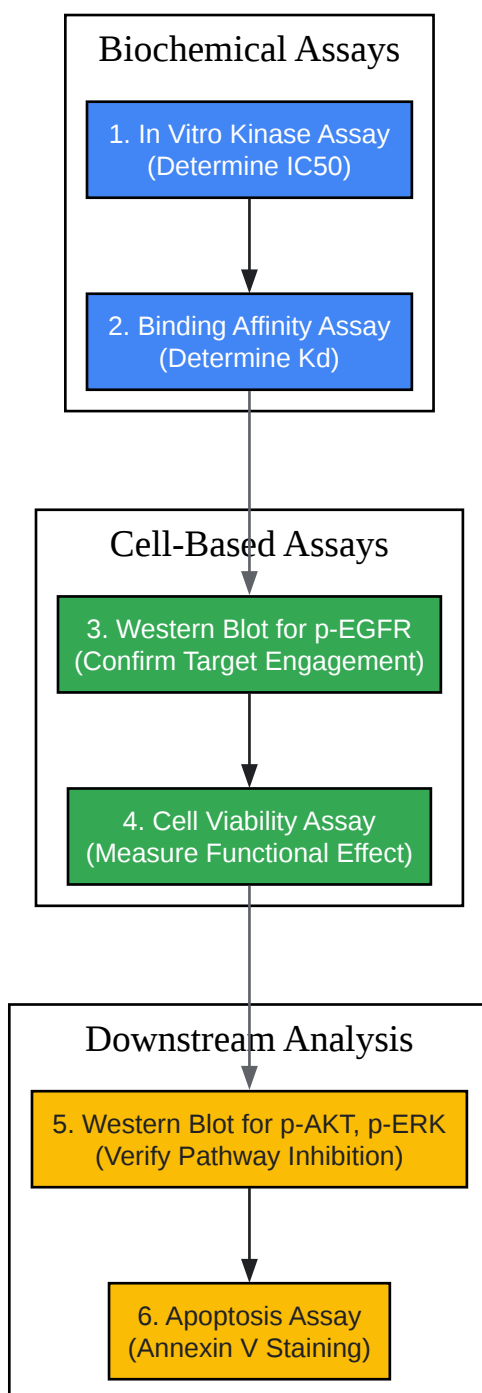 Biochemical Assays
1. In Vitro Kinase Assay
(Determine IC50)
2. Binding Affinity Assay
(Determine Kd)
Cell-Based Assays
3. Western Blot for p-EGFR
(Confirm Target Engagement)
4. Cell Viability Assay
(Measure Functional Effect)
Downstream Analysis
5. Western Blot for p-AKT, p-ERK
(Verify Pathway Inhibition)
6. Apoptosis Assay
(Annexin V Staining)